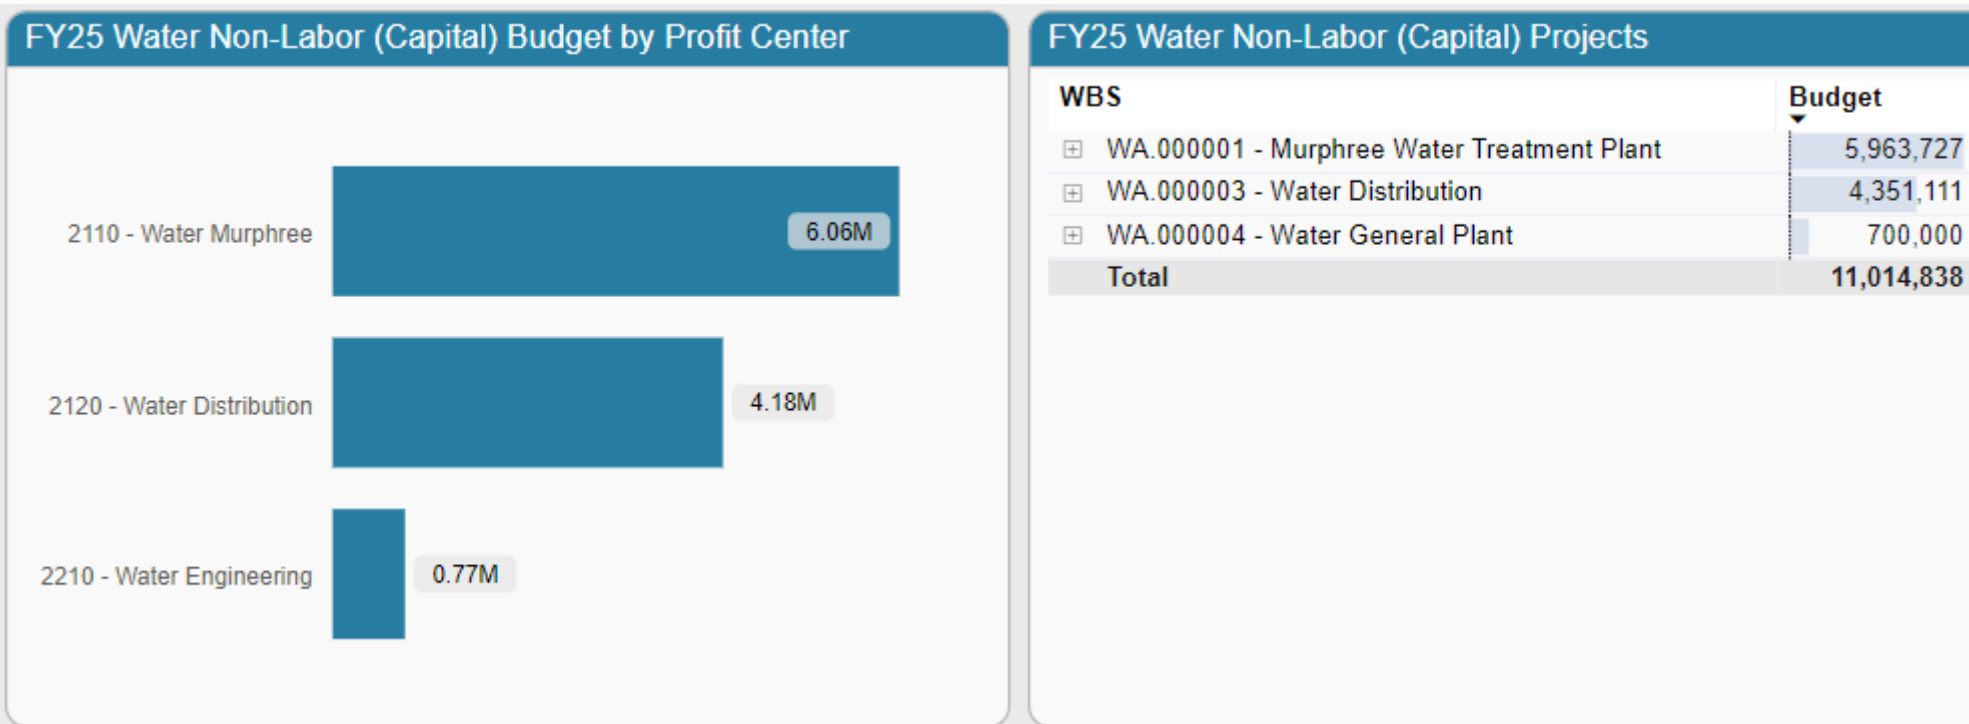 FY25 Water Non-Labor (Capital) Budget by Profit Center
2110 - Water Murphree
6.06M
2120 - Water Distribution
4.18M
2210 - Water Engineering
0.77M
FY25 Water Non-Labor (Capital) Projects
WBS Budget
WA.000001 - Murphree Water Treatment Plant 5,963,727
WA.000003 - Water Distribution 4,351,111
WA.000004 - Water General Plant 700,000
Total 11,014,838